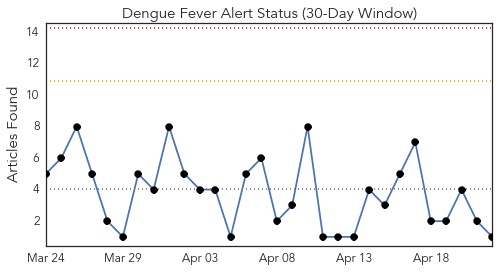 Dengue Fever Alert Status (30-Day Window)
14
12
10
8
6
4
2
Articles Found
Mar 24 Mar 29 Apr 03 Apr 08 Apr 13 Apr 18